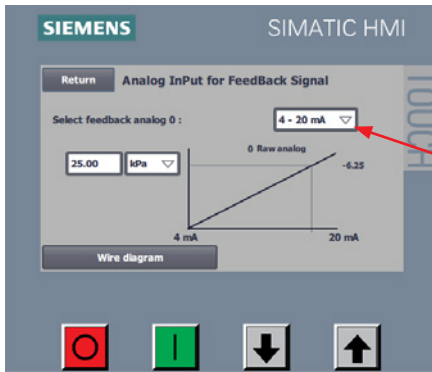 SIEMENS SIMATIC HMI
TOUCH
Return Analog InPut for FeedBack Signal
Select feedback analog 0 : 4 - 20 mA
0 Raw analog
25.00 kPa -6.25
4 mA 20 mA
Wire diagram